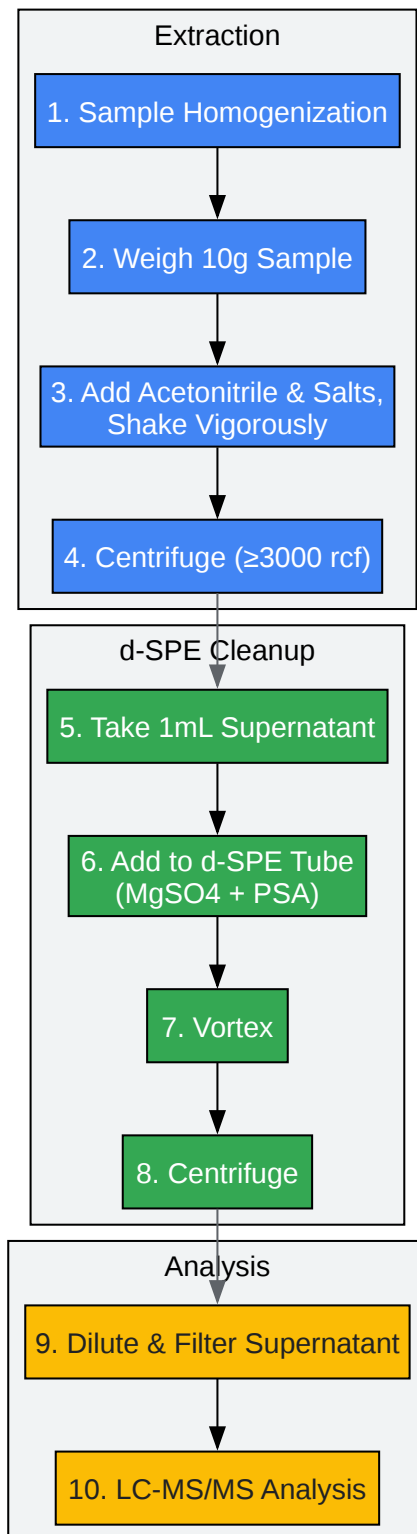 Extraction
1. Sample Homogenization
2. Weigh 10g Sample
3. Add Acetonitrile & Salts,
Shake Vigorously
4. Centrifuge (≥3000 rcf)
d-SPE Cleanup
5. Take 1mL Supernatant
6. Add to d-SPE Tube
(MgSO4 + PSA)
7. Vortex
8. Centrifuge
Analysis
9. Dilute & Filter Supernatant
10. LC-MS/MS Analysis